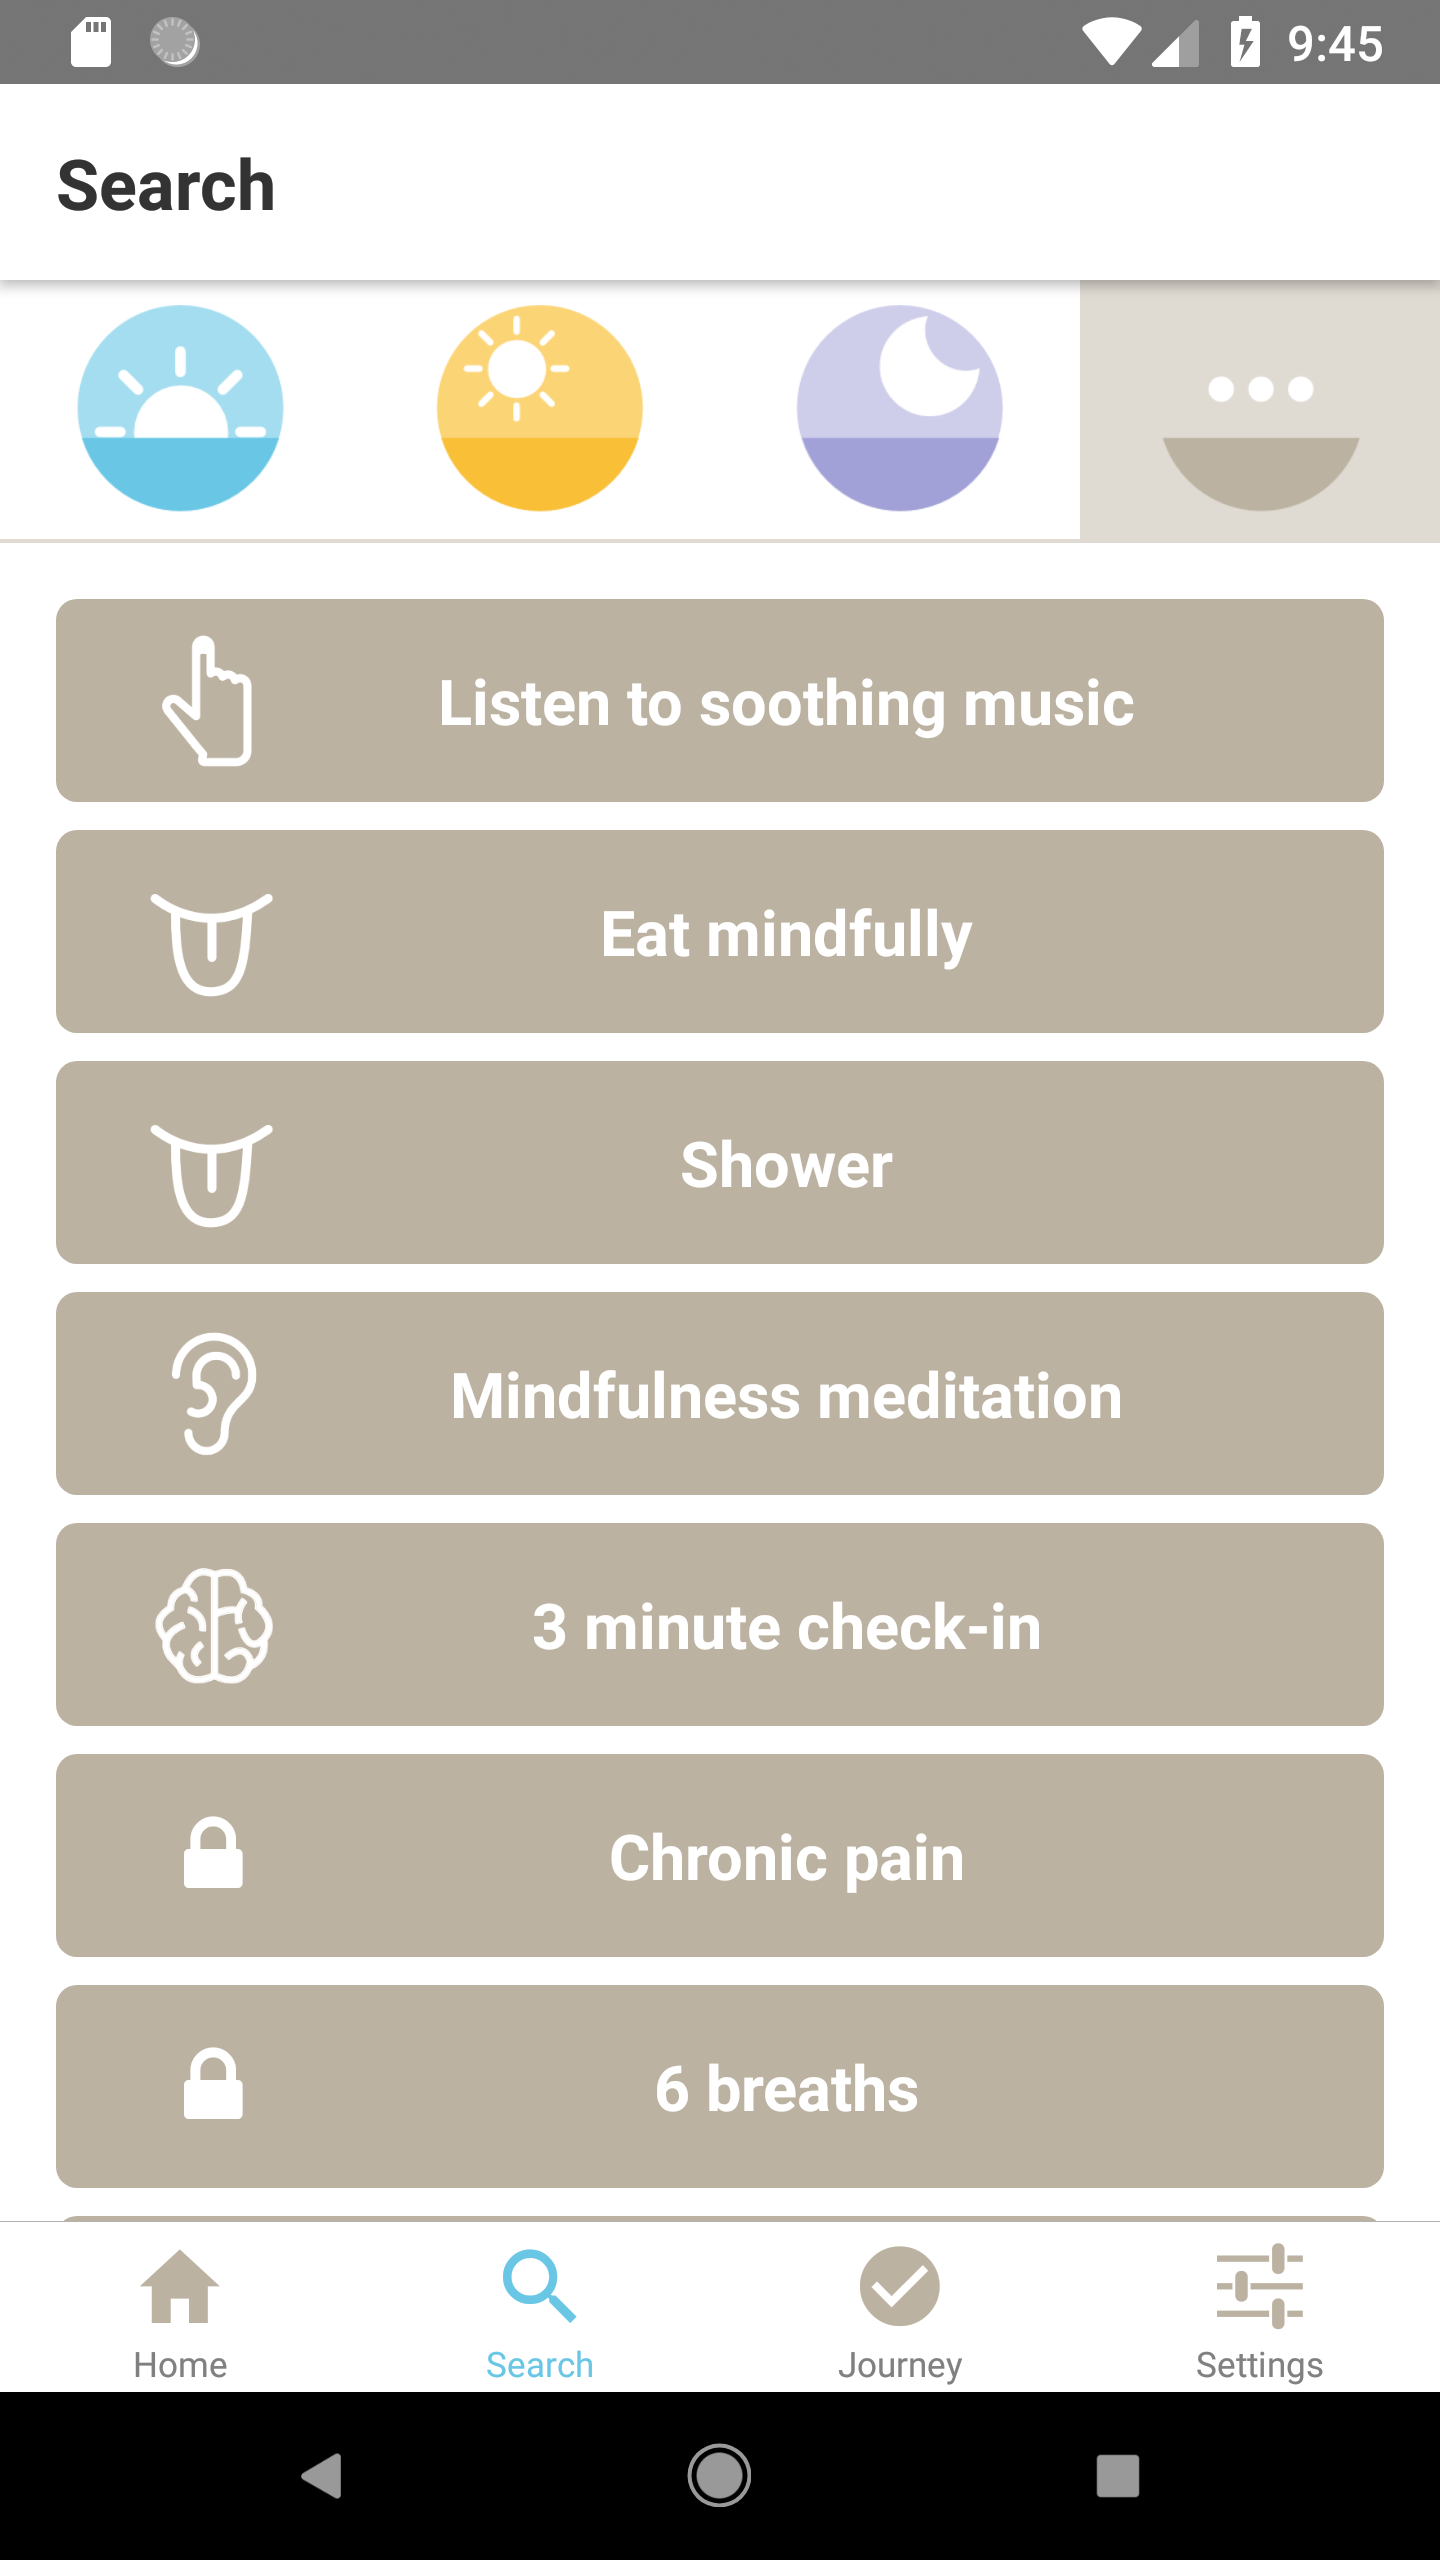 9:45
Search
Listen to soothing music
Eat mindfully
Shower
Mindfulness meditation
3 minute check-in
Chronic pain
6 breaths
Home
Search
Journey
Settings